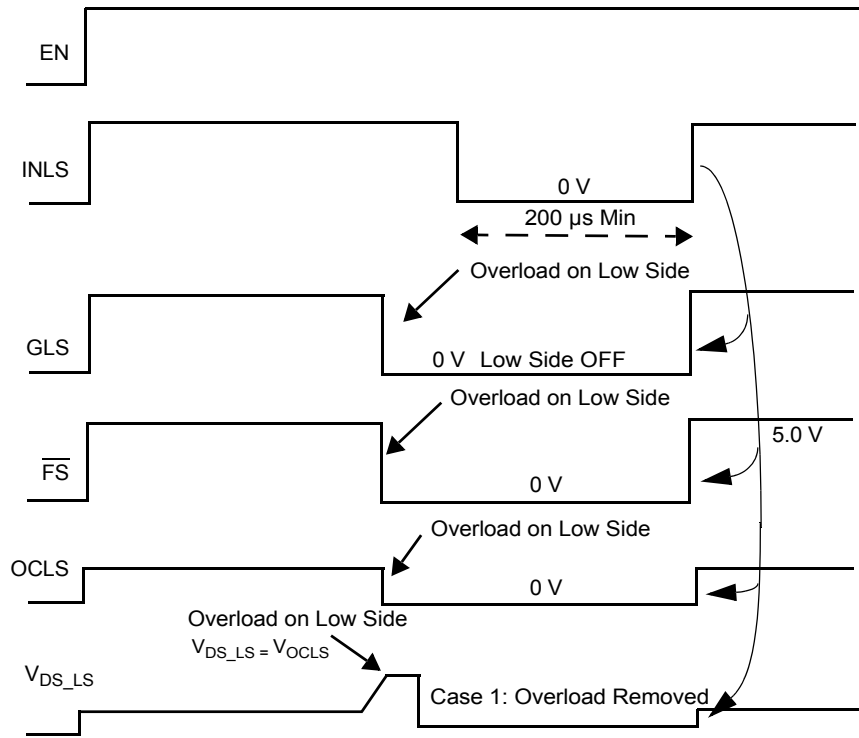 EN
INLS
0 V
200 µs Min
Overload on Low Side
GLS
0 V Low Side OFF
Overload on Low Side
5.0 V
FS
0 V
Overload on Low Side
OCLS
0 V
Overload on Low Side
VDS_LS = VOCLS
VDS_LS
Case 1: Overload Removed